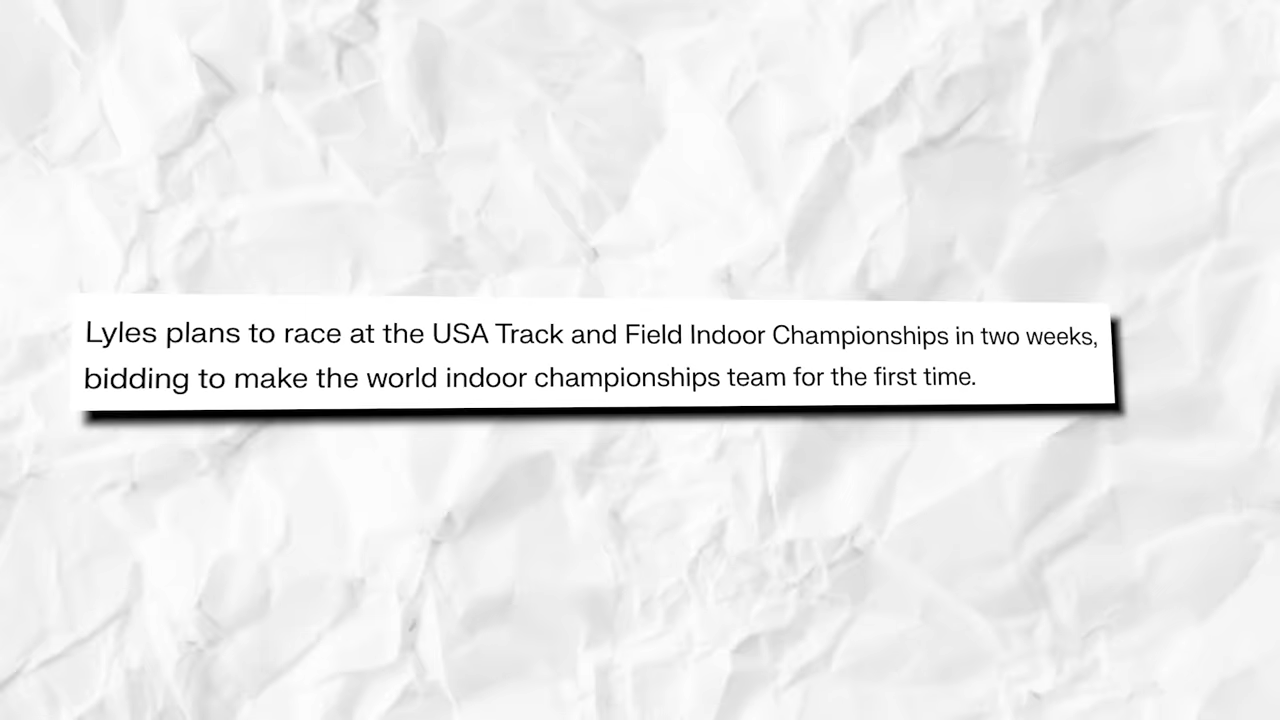 Lyles plans to race at the USA Track and Field Indoor Championships in two weeks,
bidding to make the world indoor championships team for the first time.